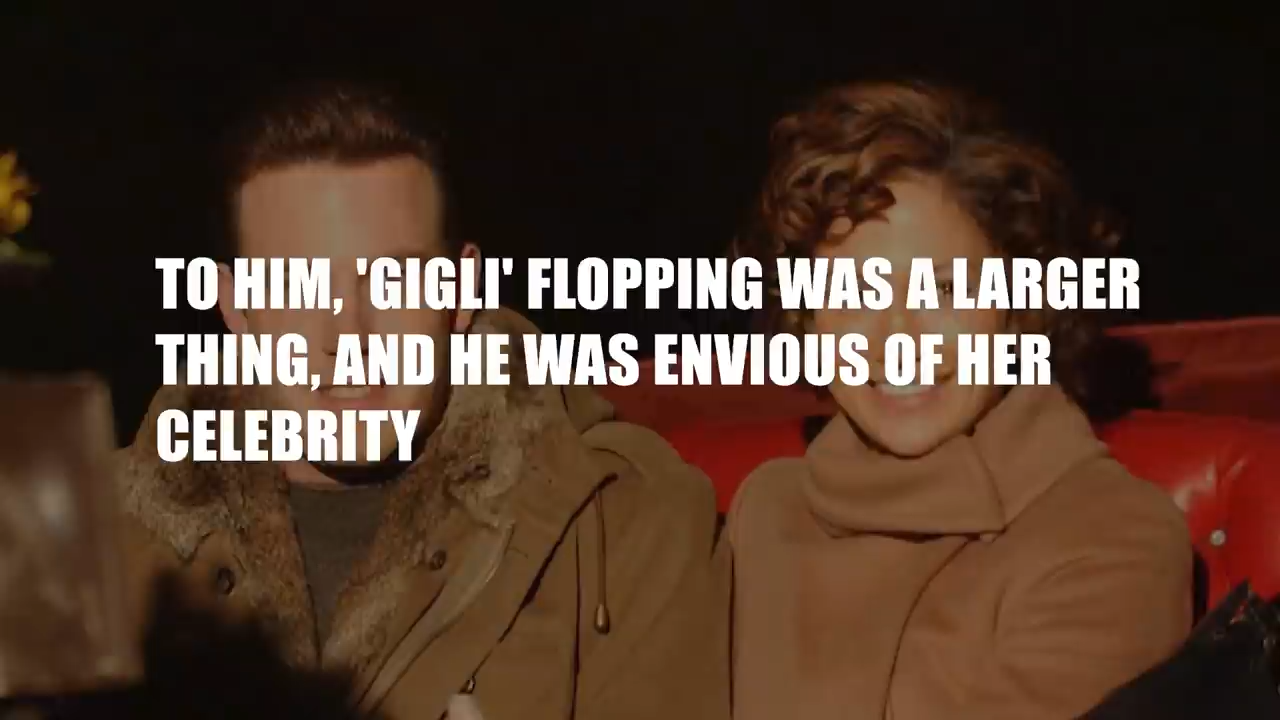 TO HIM, 'GIGLI' FLOPPING WAS A LARGER
THING, AND HE WAS ENVIOUS OF HER
CELEBRITY